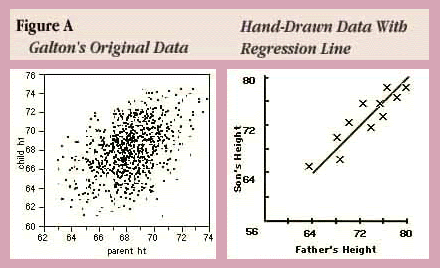 Figure A
Galton's Original Data
Hand-Drawn Data With
Regression Line
76
74
72
70
68
66
64
62
60
child ht
62 64 66 68 70 72 74
parent ht
80
72
64
56
Son's Height
64 72 80
Father's Height